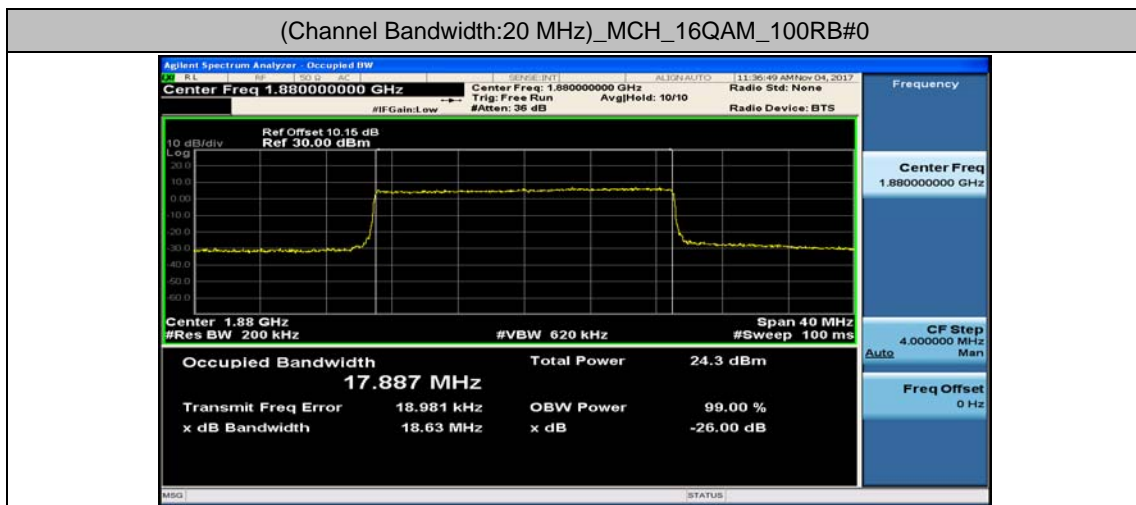 (Channel Bandwidth:20 MHz)_MCH_16QAM_100RB#0
Agilent Spectrum Analyzer - Occupied BW
RL RF 50 Ω AC SENSE:INT ALIGN AUTO 11:36:49 AM Nov 04, 2017
Center Freq 1.880000000 GHz
Center Freq: 1.880000000 GHz
Radio Std: None
Trig: Free Run Avg|Hold: 10/10
#IFGain:Low #Atten: 36 dB
Radio Device: BTS
Frequency
Ref Offset 10.15 dB
10 dB/div Ref 30.00 dBm
Log
20.0
10.0
0.00
-10.0
-20.0
-30.0
-40.0
-50.0
-60.0
Center Freq
1.880000000 GHz
Center 1.88 GHz Span 40 MHz
#Res BW 200 kHz #VBW 620 kHz #Sweep 100 ms
CF Step
4.000000 MHz
Auto Man
Freq Offset
0 Hz
Occupied Bandwidth Total Power 24.3 dBm
17.887 MHz
Transmit Freq Error 18.981 kHz OBW Power 99.00 %
x dB Bandwidth 18.63 MHz x dB -26.00 dB
MSG STATUS